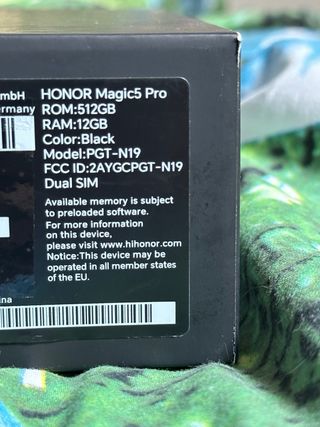 mbH
ermany
HONOR Magic5 Pro
ROM:512GB
RAM:12GB
Color:Black
Model:PGT-N19
FCC ID:2AYGCPGT-N19
Dual SIM
Available memory is subject
to preloaded software.
For more information
on this device,
please visit www.hihonor.com
Notice:This device may
be operated in all member states
of the EU.
ina